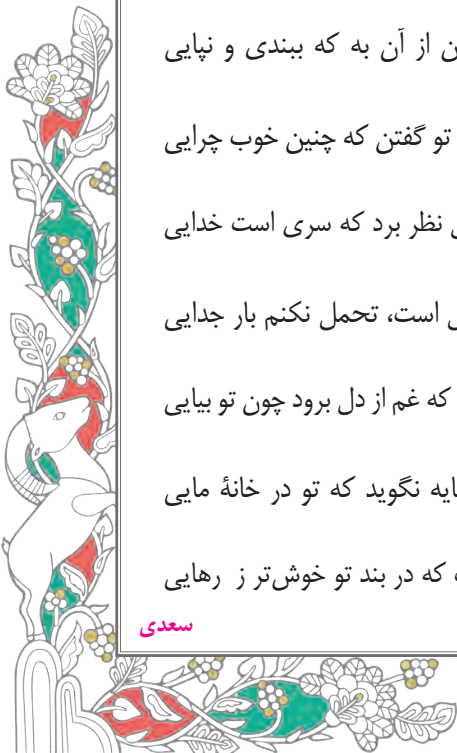 از آن به که ببندی و نپایی
تو گفتن که چنین خوب چرایی
نظر برد که سری است خدایی
است، تحمل نکنم بار جدایی
که غم از دل برود چون تو بیایی
نگوید که تو در خانهٔ مایی
که در بند تو خوش‌تر ز رهایی
سعدی